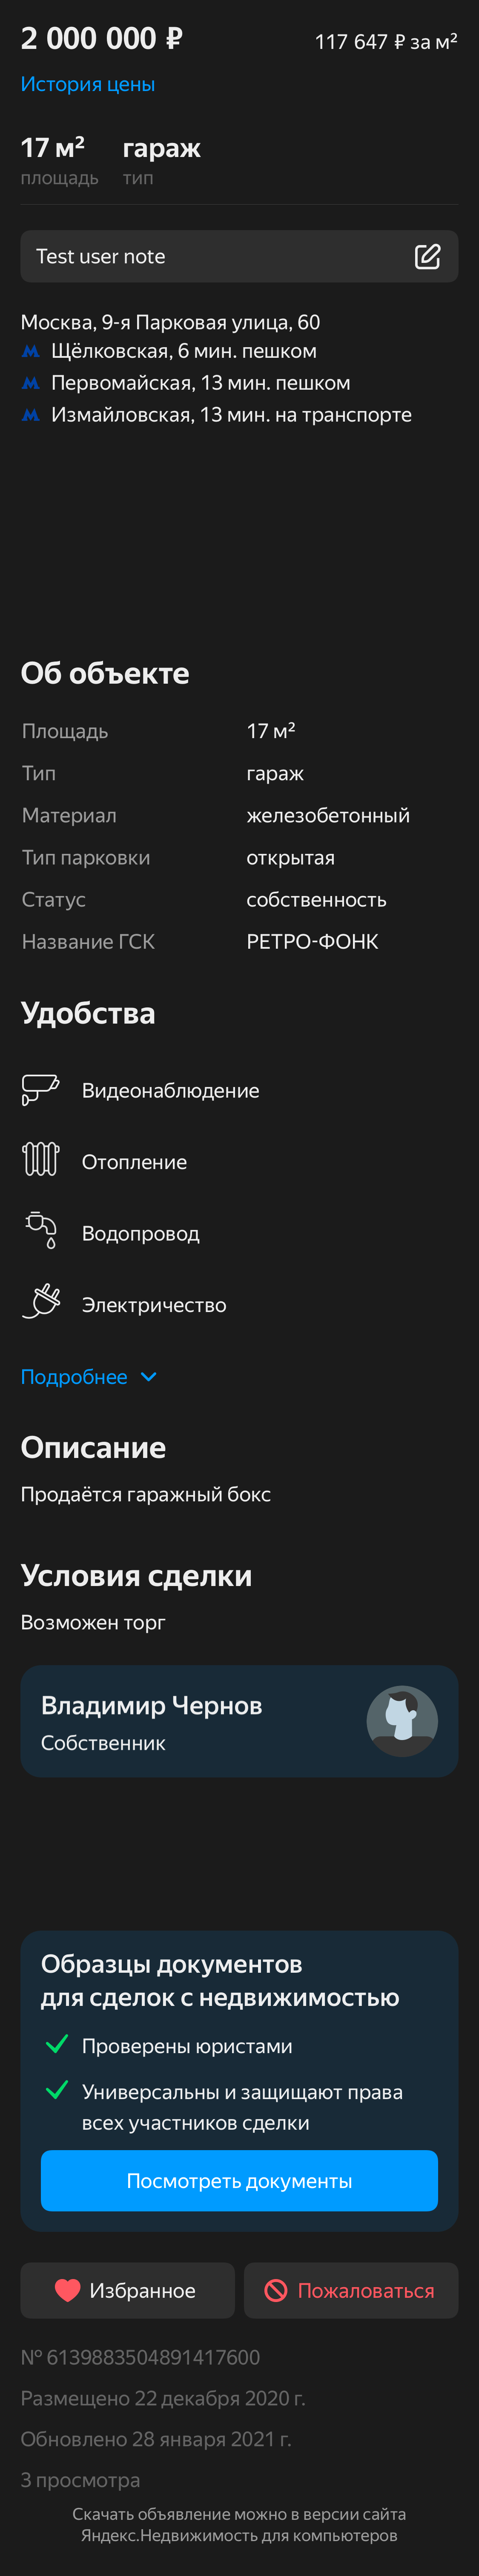 2 000 000 ₽
117 647 ₽ за м²
История цены
17 м²
гараж
площадь
тип
Test user note
Москва, 9-я Парковая улица, 60
Щёлковская, 6 мин. пешком
Первомайская, 13 мин. пешком
Измайловская, 13 мин. на транспорте
Об объекте
Площадь
17 м²
Тип
гараж
Материал
железобетонный
Тип парковки
открытая
Статус
собственность
Название ГСК
РЕТРО-ФОНК
Удобства
Видеонаблюдение
Отопление
Водопровод
Электричество
Подробнее
Описание
Продаётся гаражный бокс
Условия сделки
Возможен торг
Владимир Чернов
Собственник
Образцы документов
для сделок с недвижимостью
Проверены юристами
Универсальны и защищают права
всех участников сделки
Посмотреть документы
Избранное
Пожаловаться
№ 6139883504891417600
Размещено 22 декабря 2020 г.
Обновлено 28 января 2021 г.
3 просмотра
Скачать объявление можно в версии сайта
Яндекс.Недвижимость для компьютеров